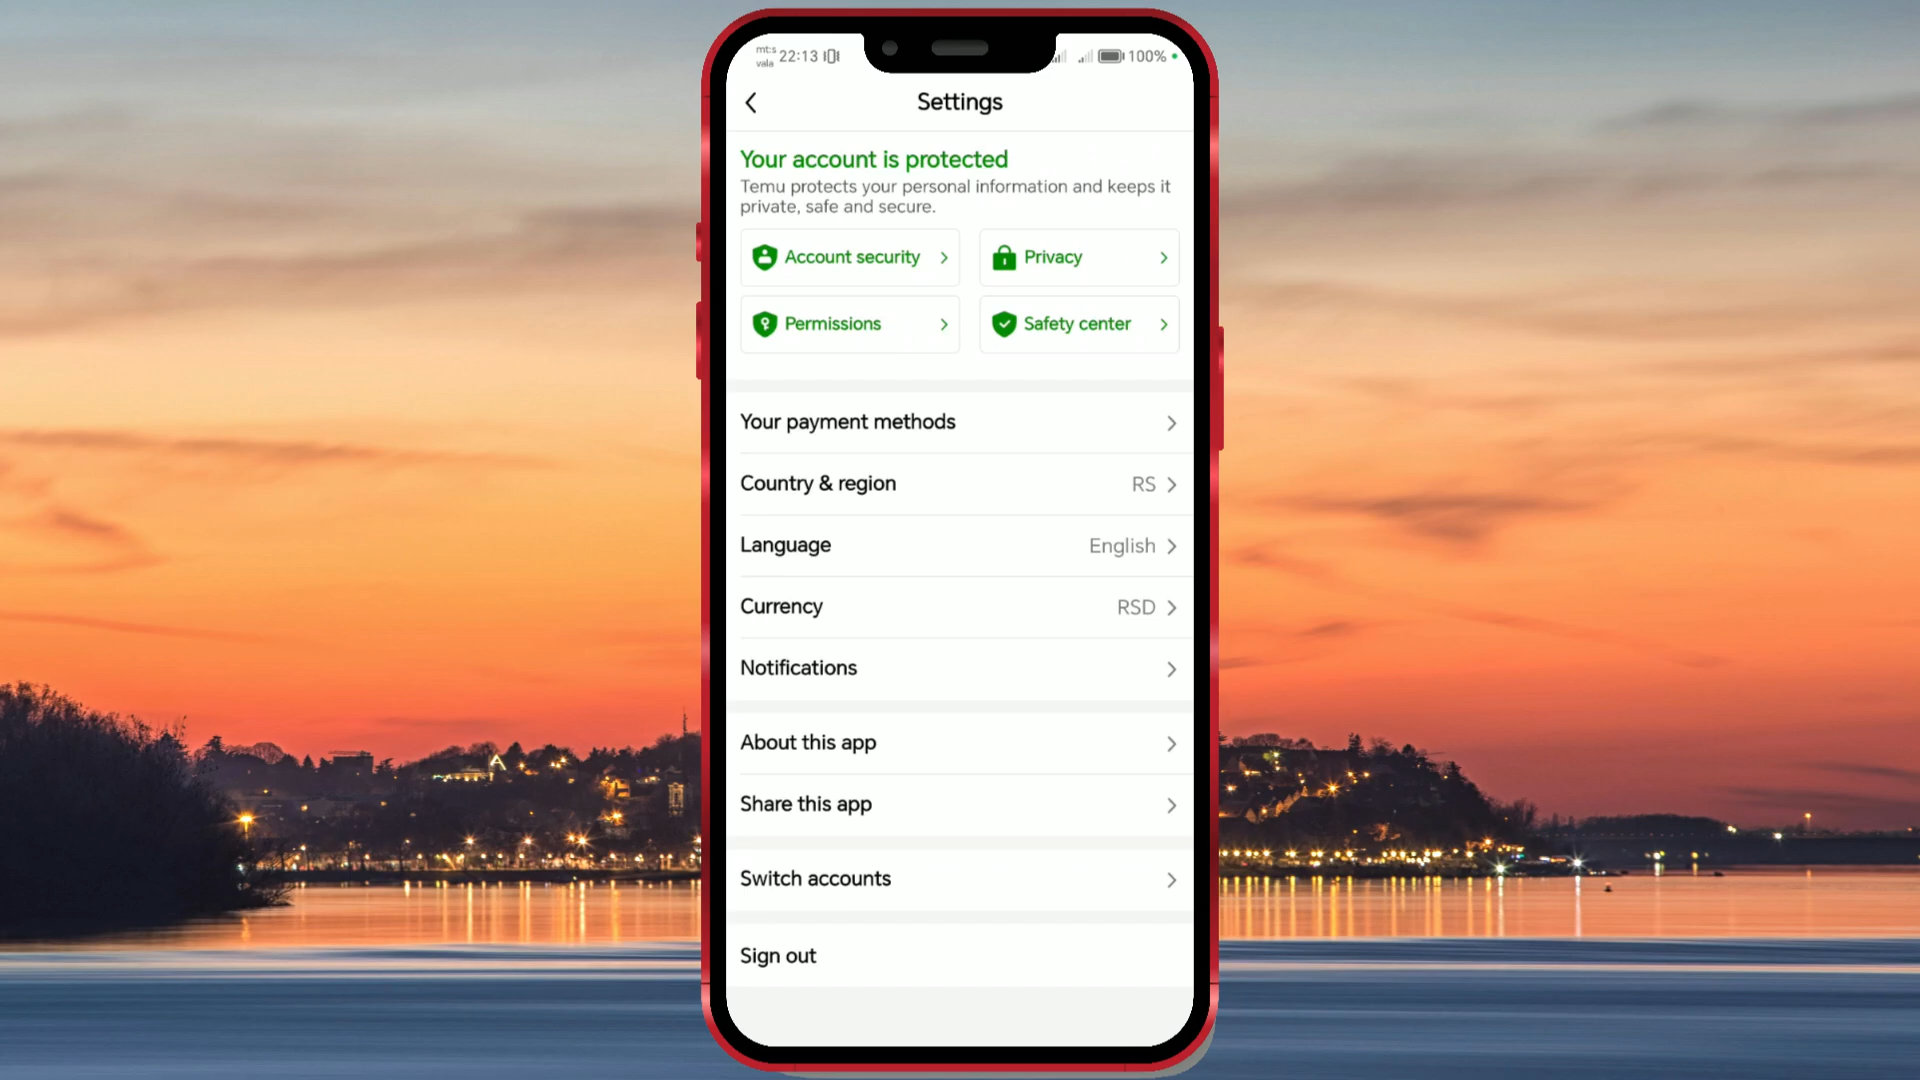 mt:s
vala
22:13
100%
Settings
Your account is protected
Temu protects your personal information and keeps it
private, safe and secure.
Account security
Privacy
Permissions
Safety center
Your payment methods
Country & region RS
Language English
Currency RSD
Notifications
About this app
Share this app
Switch accounts
Sign out